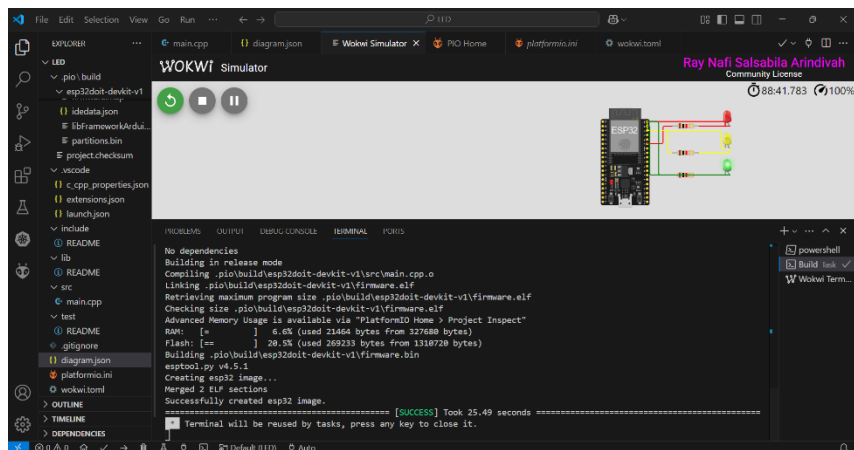 File Edit Selection View Go Run ··· LED
EXPLORER ···
main.cpp {} diagram.json Wokwi Simulator × PIO Home platformio.ini wokwi.toml
LED
.pio\build
esp32doit-devkit-v1
{} idedata.json
libFrameworkArdui...
partitions.bin
project.checksum
.vscode
{} c_cpp_properties.json
{} extensions.json
{} launch.json
include
README
lib
README
src
main.cpp
test
README
.gitignore
{} diagram.json
platformio.ini
wokwi.toml
OUTLINE
TIMELINE
DEPENDENCIES
WOKWi Simulator
Ray Nafi Salsabila Arindivah
Community License
88:41.783 100%
ESP32
PROBLEMS OUTPUT DEBUG CONSOLE TERMINAL PORTS
No dependencies
Building in release mode
Compiling .pio\build\esp32doit-devkit-v1\src\main.cpp.o
Linking .pio\build\esp32doit-devkit-v1\firmware.elf
Retrieving maximum program size .pio\build\esp32doit-devkit-v1\firmware.elf
Checking size .pio\build\esp32doit-devkit-v1\firmware.elf
Advanced Memory Usage is available via "PlatformIO Home > Project Inspect"
RAM: [= ] 6.6% (used 21464 bytes from 327680 bytes)
Flash: [== ] 20.5% (used 269233 bytes from 1310720 bytes)
Building .pio\build\esp32doit-devkit-v1\firmware.bin
esptool.py v4.5.1
Creating esp32 image...
Merged 2 ELF sections
Successfully created esp32 image.
=== [SUCCESS] Took 25.49 seconds ===
* Terminal will be reused by tasks, press any key to close it.
powershell
Build Task
Wokwi Term...
0 0 0 Default (LED) Auto